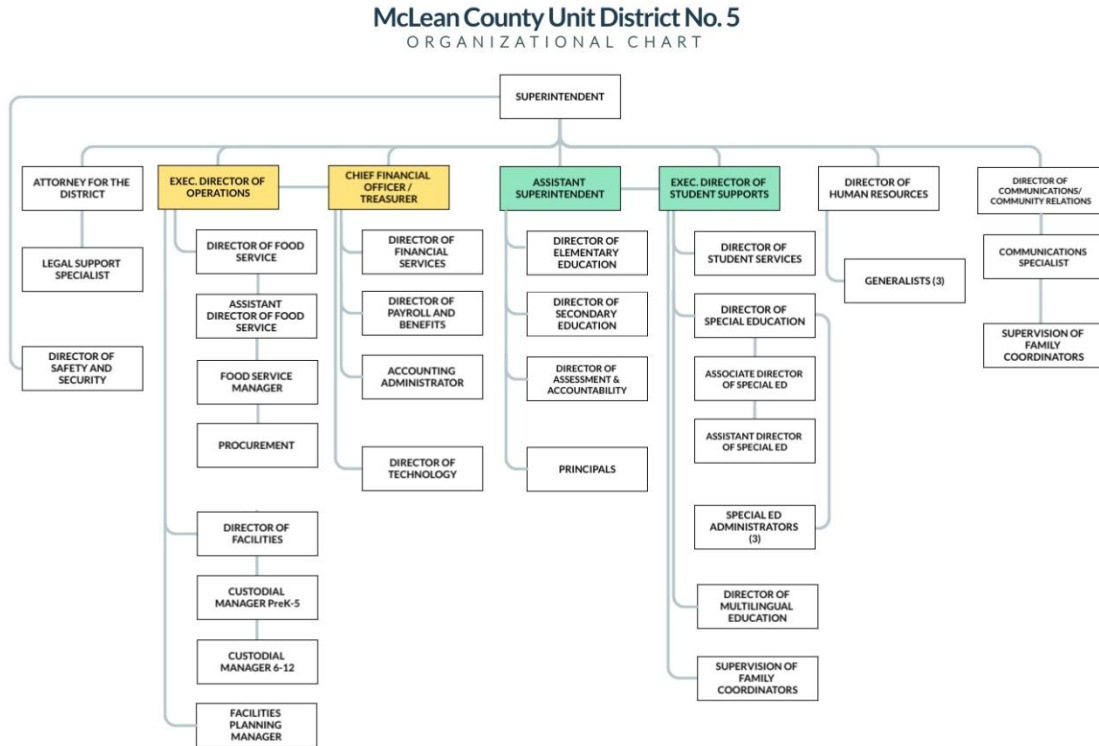 McLean County Unit District No. 5
ORGANIZATIONAL CHART
SUPERINTENDENT
ATTORNEY FOR THE
DISTRICT
LEGAL SUPPORT
SPECIALIST
DIRECTOR OF
SAFETY AND
SECURITY
EXEC. DIRECTOR OF
OPERATIONS
DIRECTOR OF FOOD
SERVICE
ASSISTANT
DIRECTOR OF FOOD
SERVICE
FOOD SERVICE
MANAGER
PROCUREMENT
DIRECTOR OF
FACILITIES
CUSTODIAL
MANAGER PreK-5
CUSTODIAL
MANAGER 6-12
FACILITIES
PLANNING
MANAGER
CHIEF FINANCIAL
OFFICER /
TREASURER
DIRECTOR OF
FINANCIAL
SERVICES
DIRECTOR OF
PAYROLL AND
BENEFITS
ACCOUNTING
ADMINISTRATOR
DIRECTOR OF
TECHNOLOGY
ASSISTANT
SUPERINTENDENT
DIRECTOR OF
ELEMENTARY
EDUCATION
DIRECTOR OF
SECONDARY
EDUCATION
DIRECTOR OF
ASSESSMENT &
ACCOUNTABILITY
PRINCIPALS
EXEC. DIRECTOR OF
STUDENT SUPPORTS
DIRECTOR OF
STUDENT SERVICES
DIRECTOR OF
SPECIAL EDUCATION
ASSOCIATE DIRECTOR
OF SPECIAL ED
ASSISTANT DIRECTOR
OF SPECIAL ED
SPECIAL ED
ADMINISTRATORS
(3)
DIRECTOR OF
MULTILINGUAL
EDUCATION
SUPERVISION OF
FAMILY
COORDINATORS
DIRECTOR OF
HUMAN RESOURCES
GENERALISTS (3)
DIRECTOR OF
COMMUNICATIONS/
COMMUNITY RELATIONS
COMMUNICATIONS
SPECIALIST
SUPERVISION OF
FAMILY
COORDINATORS